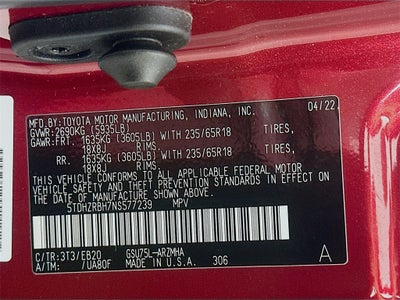 MFD BY: TOYOTA MOTOR MANUFACTURING, INDIANA, INC. 04/22
GVWR: 2690KG (5935LB)
GAWR:FRT. 1635KG (3605LB) WITH 235/65R18 TIRES,
18X8J RIMS
RR. 1635KG (3605LB) WITH 235/65R18 TIRES,
18X8J RIMS
THIS VEHICLE CONFORMS TO ALL APPLICABLE FEDERAL MOTOR
VEHICLE SAFETY STANDARDS IN EFFECT ON
THE DATE OF MANUFACTURE SHOWN ABOVE.
5TDHZRBH7NS577239 MPV
C/TR:3T3/EB20 GSU75L-ARZMHA
A/TM: /UA80F MADE IN U.S.A. 306 A